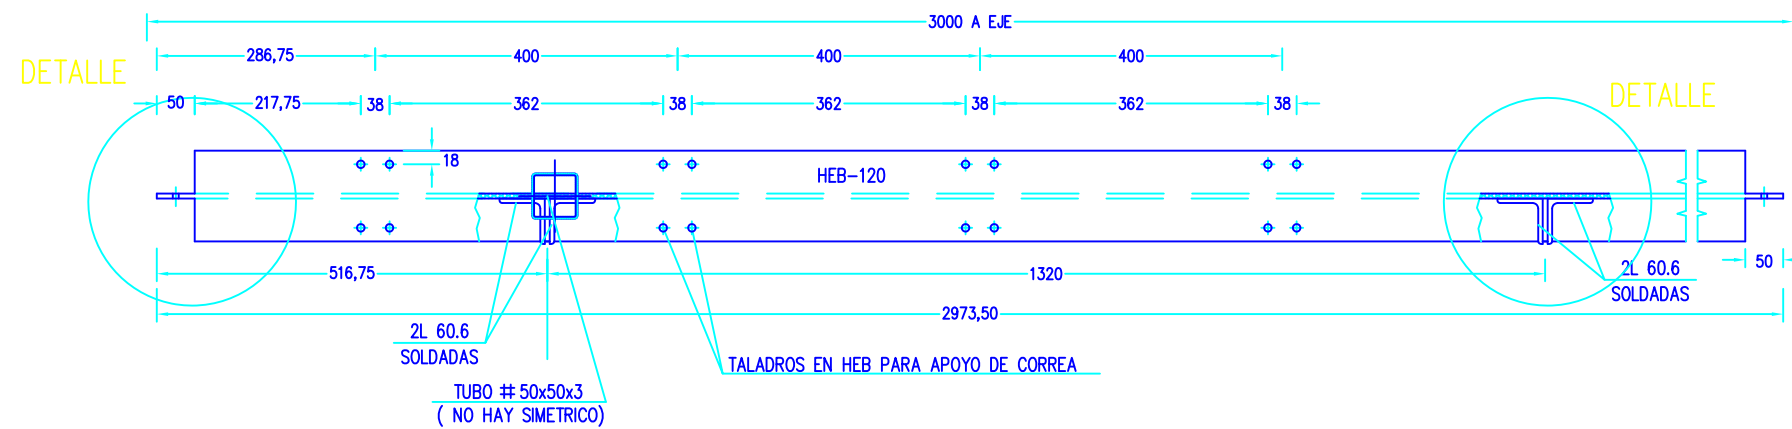 3000 A EJE
286,75 400 400 400
DETALLE
DETALLE
50 217,75 38 362 38 362 38 362 38
18
HEB-120
516,75 1320 2L 60.6 50
SOLDADAS
2973,50
2L 60.6
SOLDADAS
TALADROS EN HEB PARA APOYO DE CORREA
TUBO # 50x50x3
( NO HAY SIMETRICO)